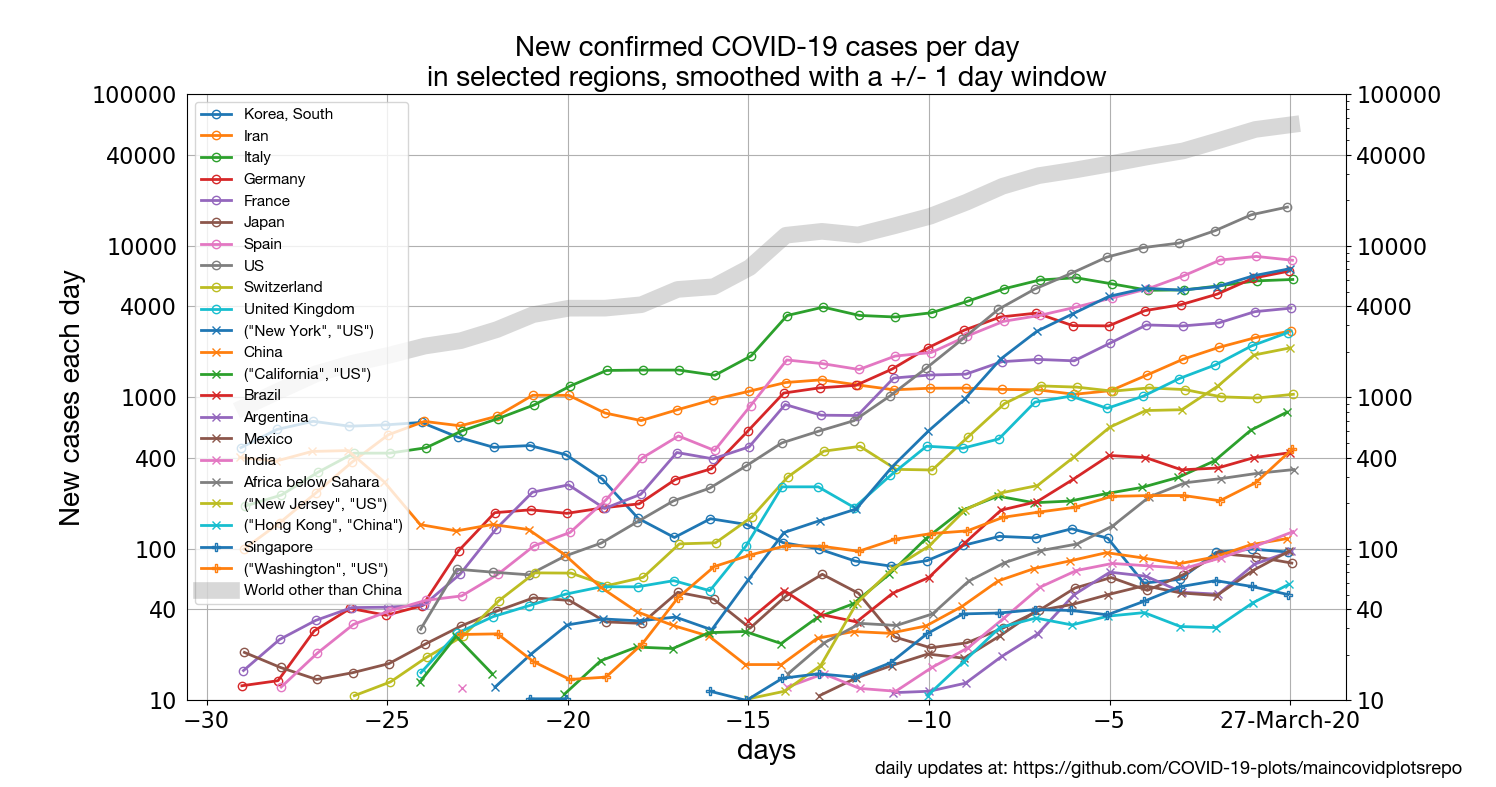 New confirmed COVID-19 cases per day
in selected regions, smoothed with a +/- 1 day window
New cases each day
100000
40000
10000
4000
1000
400
100
40
10
Korea, South
Iran
Italy
Germany
France
Japan
Spain
US
Switzerland
United Kingdom
("New York", "US")
China
("California", "US")
Brazil
Argentina
Mexico
India
Africa below Sahara
("New Jersey", "US")
("Hong Kong", "China")
Singapore
("Washington", "US")
World other than China
100000
40000
10000
4000
1000
400
100
40
10
−30
−25
−20
−15
−10
−5
27-March-20
days
daily updates at: https://github.com/COVID-19-plots/maincovidplotsrepo